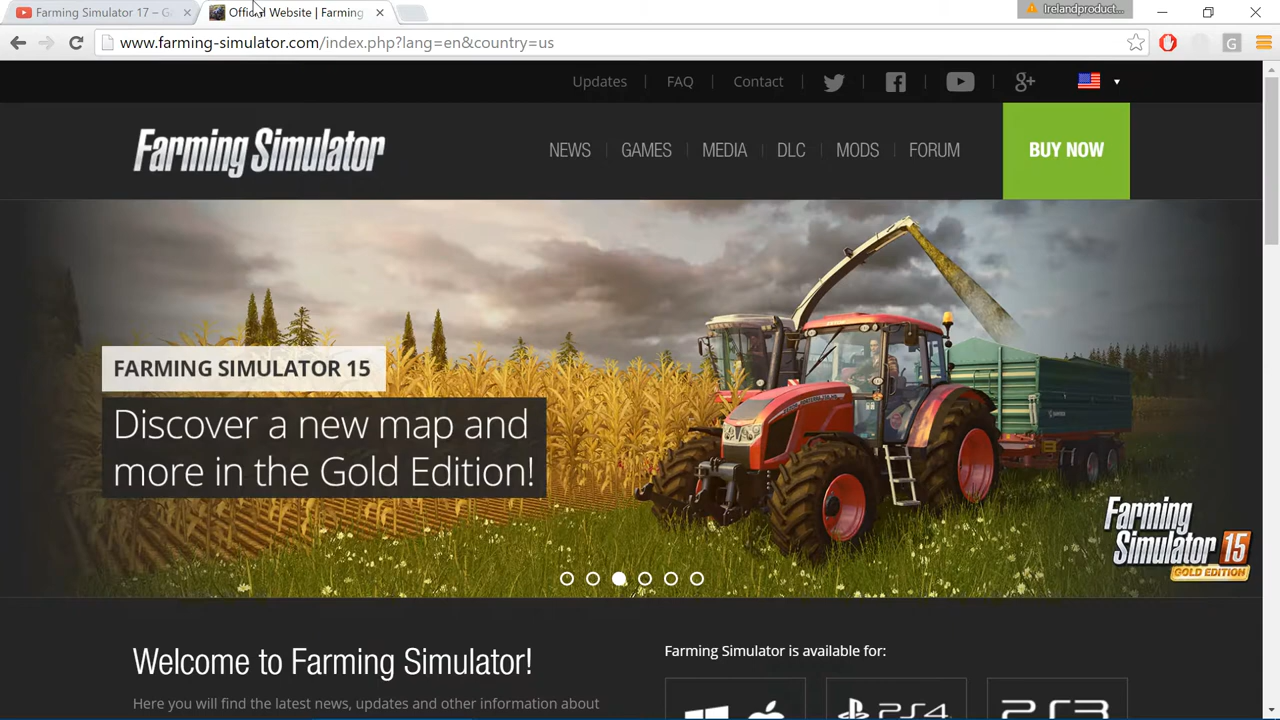 Farming Simulator 17 – G
Official Website | Farming
Irelandproduct...
www.farming-simulator.com/index.php?lang=en&country=us
G
Updates
FAQ
Contact
g+
Farming Simulator
NEWS
GAMES
MEDIA
DLC
MODS
FORUM
BUY NOW
FARMING SIMULATOR 15
Discover a new map and
more in the Gold Edition!
Farming
Simulator 15
GOLD EDITION
Welcome to Farming Simulator!
Here you will find the latest news, updates and other information about
Farming Simulator is available for:
PS4
PS3